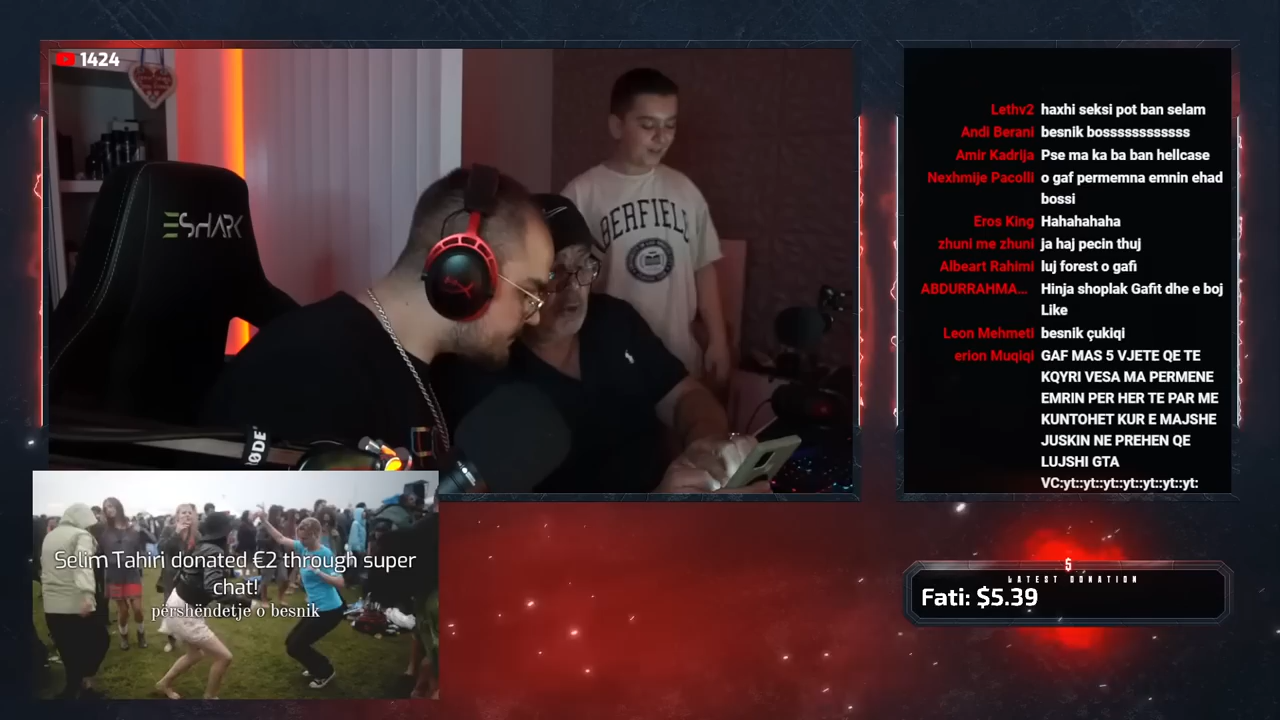 1424
ESHARK
BERFIELD
RØDE
Lethv2 haxhi seksi pot ban selam
Andi Berani besnik bossssssssssss
Amir Kadrija Pse ma ka ba ban hellcase
Nexhmije Pacolli o gaf permemna emnin ehad
bossi
Eros King Hahahahaha
zhuni me zhuni ja haj pecin thuj
Albeart Rahimi luj forest o gafi
ABDURRAHMA... Hinja shoplak Gafit dhe e boj
Like
Leon Mehmeti besnik çukiqi
erion Muqiqi GAF MAS 5 VJETE QE TE
KQYRI VESA MA PERMENE
EMRIN PER HER TE PAR ME
KUNTOHET KUR E MAJSHE
JUSKIN NE PREHEN QE
LUJSHI GTA
VC:yt::yt::yt::yt::yt::yt::yt:
Selim Tahiri donated €2 through super
chat!
përshëndetje o besnik
$
LATEST DONATION
Fati: $5.39